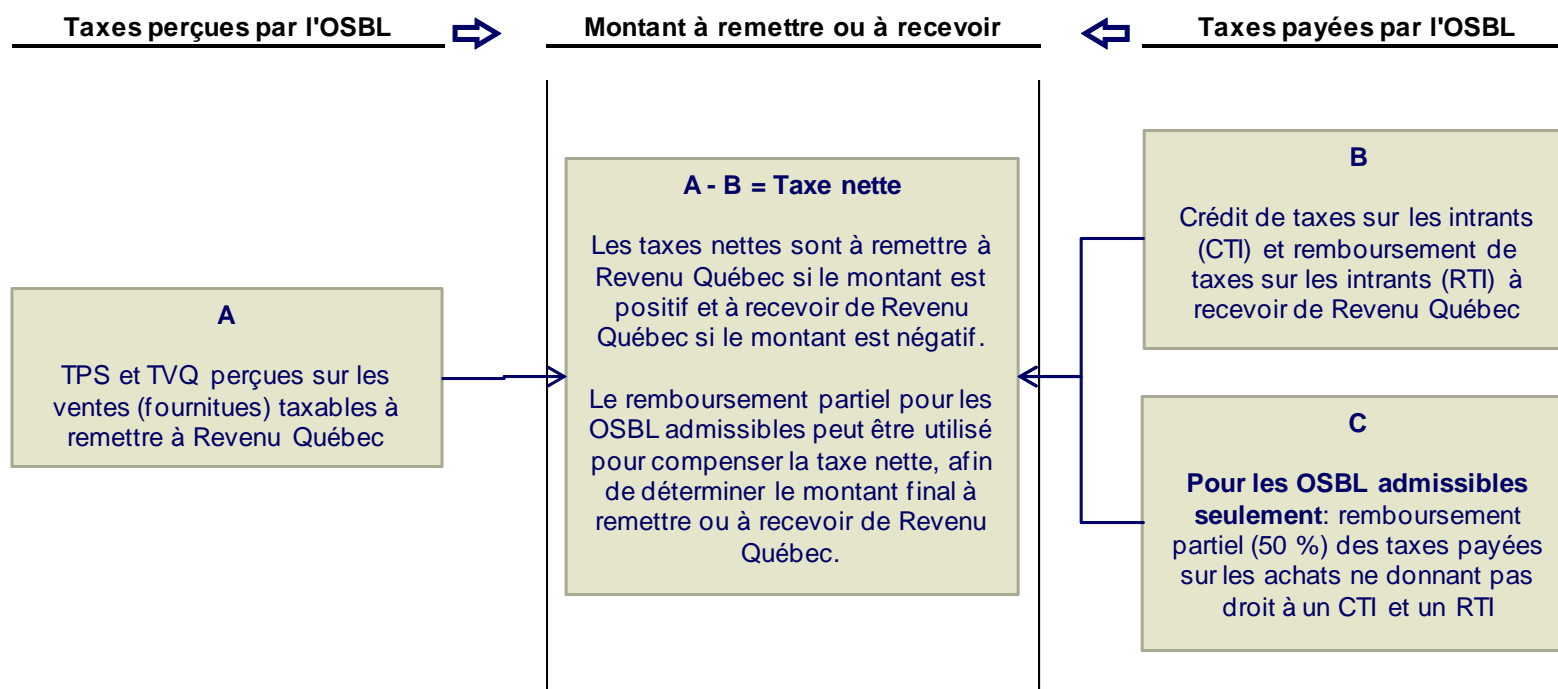 Taxes perçues par l'OSBL
Montant à remettre ou à recevoir
Taxes payées par l'OSBL
A
TPS et TVQ perçues sur les
ventes (fournitues) taxables à
remettre à Revenu Québec
A - B = Taxe nette
Les taxes nettes sont à remettre à
Revenu Québec si le montant est
positif et à recevoir de Revenu
Québec si le montant est négatif.
Le remboursement partiel pour les
OSBL admissibles peut être utilisé
pour compenser la taxe nette, afin
de déterminer le montant final à
remettre ou à recevoir de Revenu
Québec.
B
Crédit de taxes sur les intrants
(CTI) et remboursement de
taxes sur les intrants (RTI) à
recevoir de Revenu Québec
C
Pour les OSBL admissibles
seulement: remboursement
partiel (50 %) des taxes payées
sur les achats ne donnant pas
droit à un CTI et un RTI